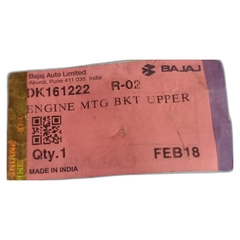 Bajaj Auto Limited
Akurdi, Pune 411 035. India
BAJAJ
DK161222 R-02
ENGINE MTG BKT UPPER
Qty.1
FEB18
MADE IN INDIA